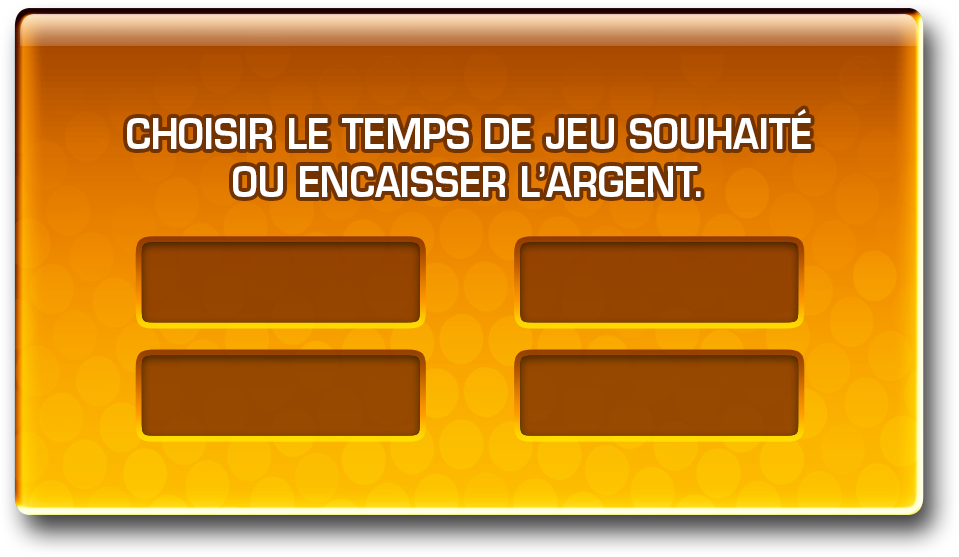 CHOISIR LE TEMPS DE JEU SOUHAITÉ
OU ENCAISSER L’ARGENT.